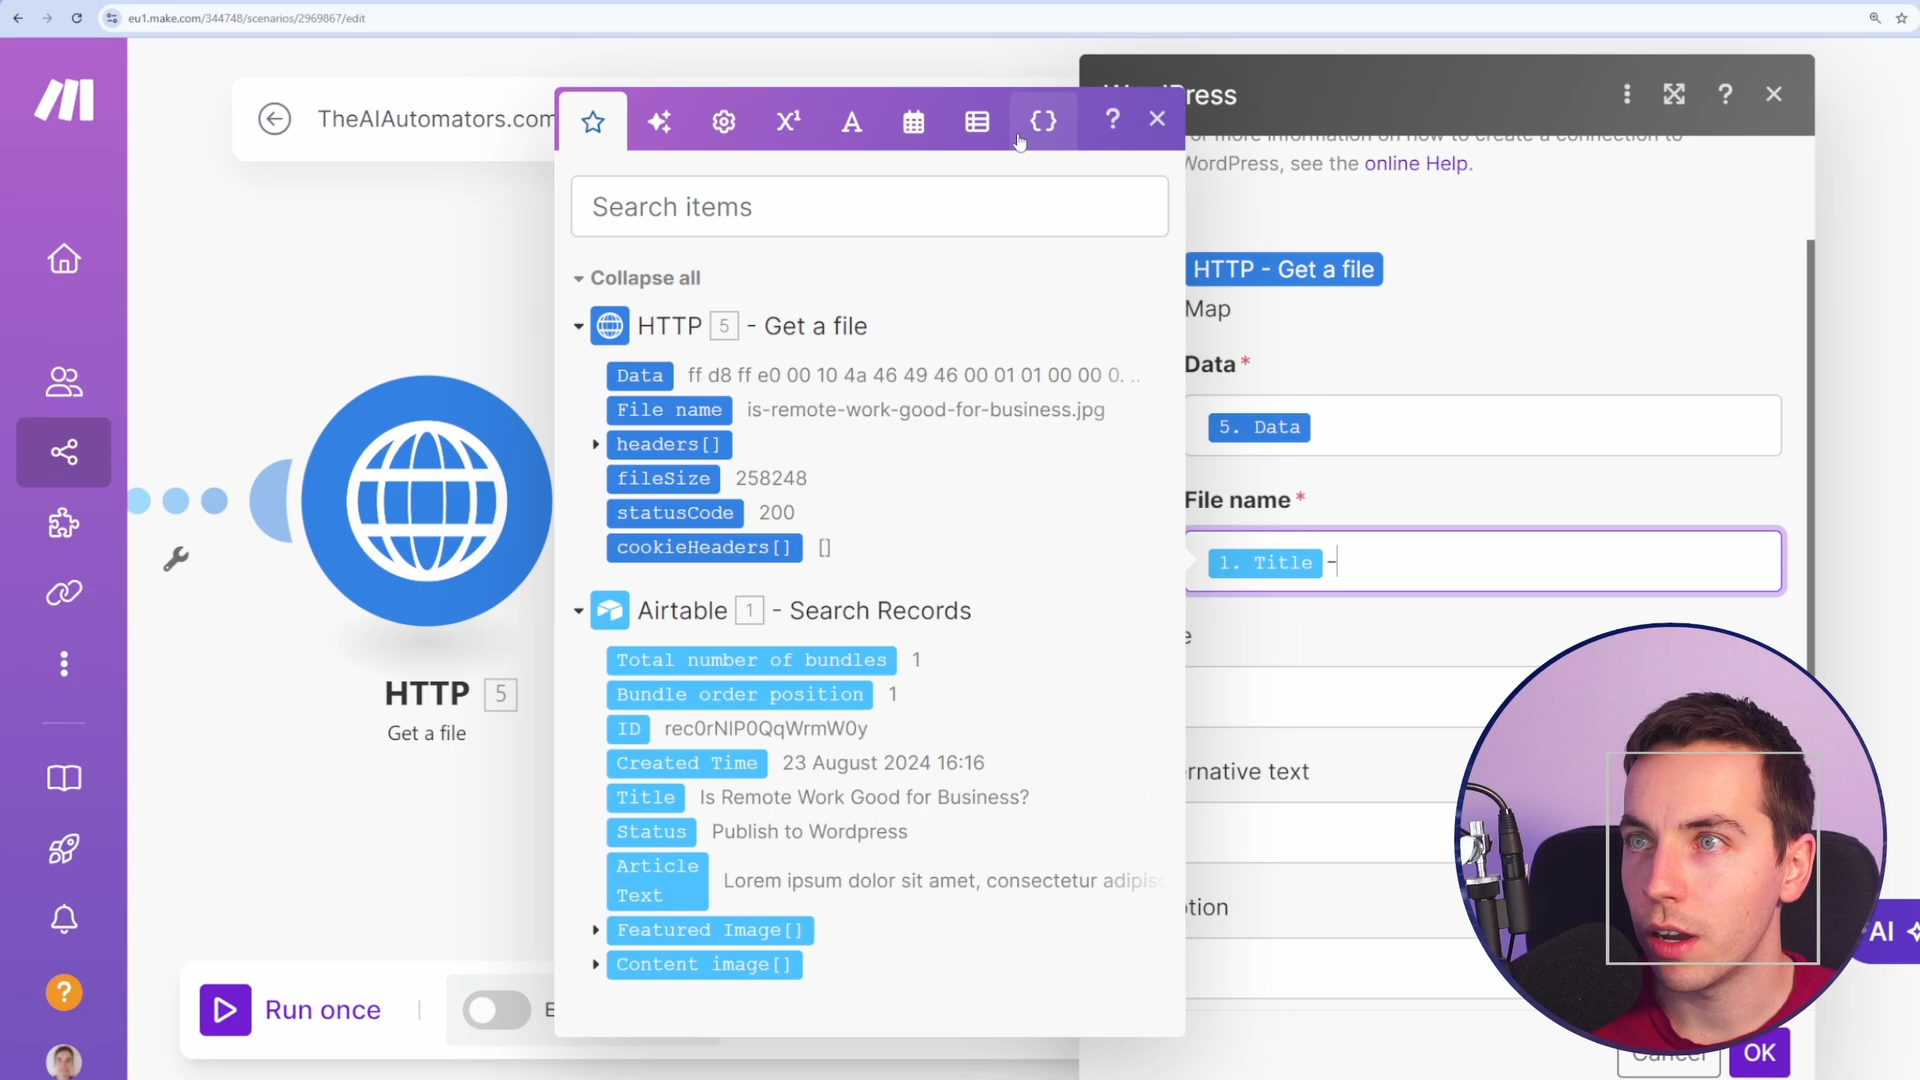 eu1.make.com/344748/scenarios/2969867/edit
TheAIAutomators.com
ress
WordPress, see the online Help.
Search items
Collapse all
HTTP 5 - Get a file
Data ff d8 ff e0 00 10 4a 46 49 46 00 01 01 00 00 0. ..
File name is-remote-work-good-for-business.jpg
headers[]
fileSize 258248
statusCode 200
cookieHeaders[] []
Airtable 1 - Search Records
Total number of bundles 1
Bundle order position 1
ID rec0rNIP0QqWrmW0y
Created Time 23 August 2024 16:16
Title Is Remote Work Good for Business?
Status Publish to Wordpress
Article
Text
Lorem ipsum dolor sit amet, consectetur adipisc
Featured Image[]
Content image[]
HTTP - Get a file
Map
Data *
5. Data
File name *
1. Title -
e
rnative text
ption
HTTP 5
Get a file
Run once
E
AI
Cancel
OK